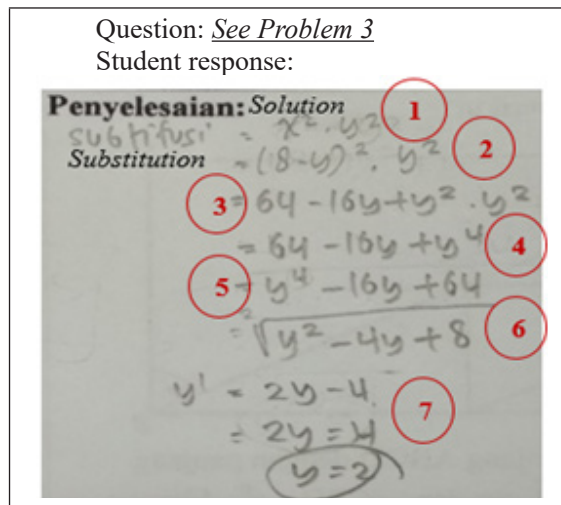 Question: See Problem 3
Student response:
Penyelesaian: Solution 1
subtitusi = x². y²
Substitution = (8-y)². y² 2
3 = 64 - 16y + y². y²
= 64 - 16y + y⁴ 4
5 = y⁴ - 16y + 64
= ²√y² - 4y + 8 6
y' = 2y - 4
7
= 2y = 4
y = 2